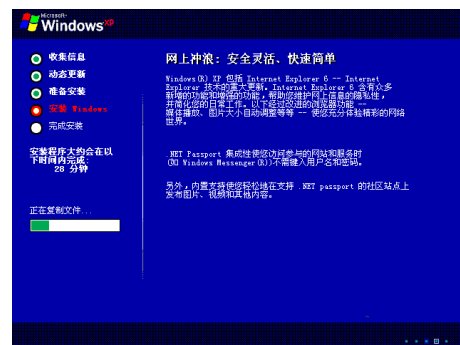 Microsoft
Windows xp
收集信息
动态更新
准备安装
安装 Windows
完成安装
安装程序大约会在以
下时间内完成:
28 分钟
正在复制文件...
网上冲浪：安全灵活、快速简单
Windows(R) XP 包括 Internet Explorer 6 -- Internet
Explorer 技术的重大更新。Internet Explorer 6 含有众多
新增的功能和增强的功能，帮助您维护网上信息的隐私性，
并简化您的日常工作。以下经过改进的浏览器功能 --
媒体播放、图片大小自动调整等等 -- 使您充分体验精彩的网络
世界。
.NET Passport 集成性使您访问参与的网站和服务时
(如 Windows Messenger(R))不需键入用户名和密码。
另外，内置支持使您轻松地在支持 .NET passport 的社区站点上
发布图片、视频和其他内容。